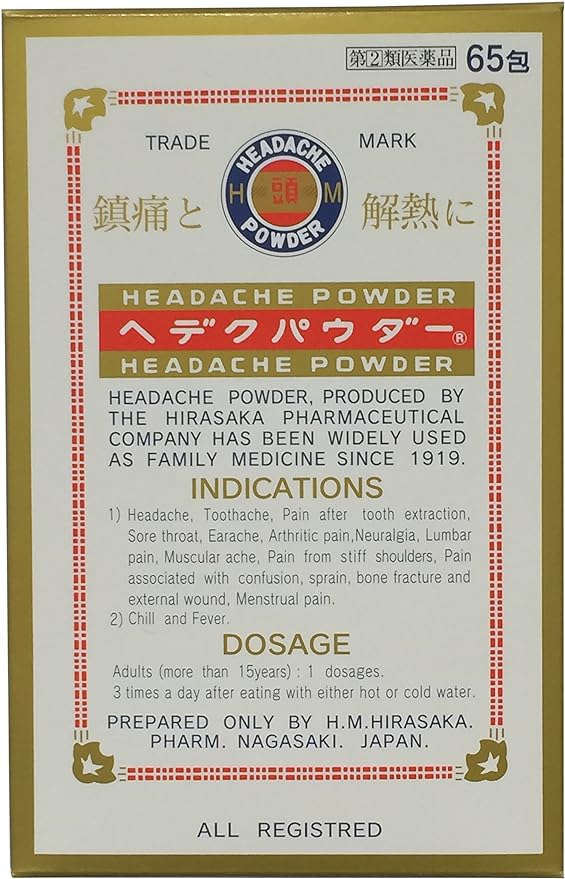 指②類医薬品 65包
TRADE MARK
HEADACHE
H 頭 M
POWDER
鎮痛と 解熱に
HEADACHE POWDER
ヘデクパウダー®
HEADACHE POWDER
HEADACHE POWDER, PRODUCED BY
THE HIRASAKA PHARMACEUTICAL
COMPANY HAS BEEN WIDELY USED
AS FAMILY MEDICINE SINCE 1919.
INDICATIONS
1) Headache, Toothache, Pain after tooth extraction,
Sore throat, Earache, Arthritic pain,Neuralgia, Lumbar
pain, Muscular ache, Pain from stiff shoulders, Pain
associated with confusion, sprain, bone fracture and
external wound, Menstrual pain.
2) Chill and Fever.
DOSAGE
Adults (more than 15years) : 1 dosages.
3 times a day after eating with either hot or cold water.
PREPARED ONLY BY H.M.HIRASAKA.
PHARM. NAGASAKI. JAPAN.
ALL REGISTRED